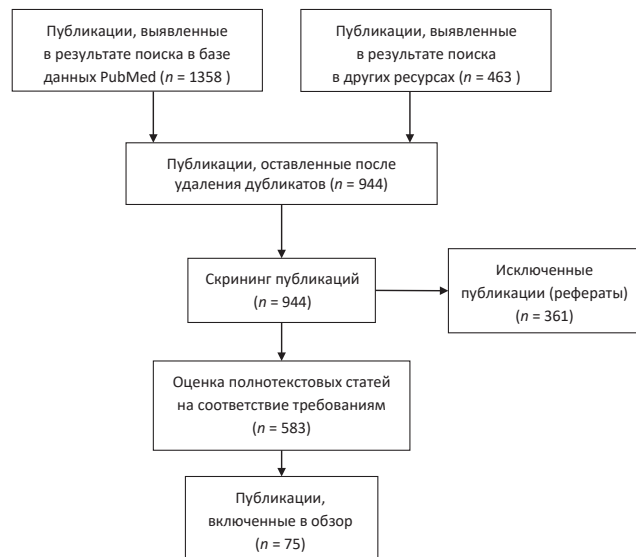 Публикации, выявленные
в результате поиска в базе
данных PubMed (n = 1358 )
Публикации, выявленные
в результате поиска
в других ресурсах (n = 463 )
Публикации, оставленные после
удаления дубликатов (n = 944)
Скрининг публикаций
(n = 944)
Исключенные
публикации (рефераты)
(n = 361)
Оценка полнотекстовых статей
на соответствие требованиям
(n = 583)
Публикации,
включенные в обзор
(n = 75)